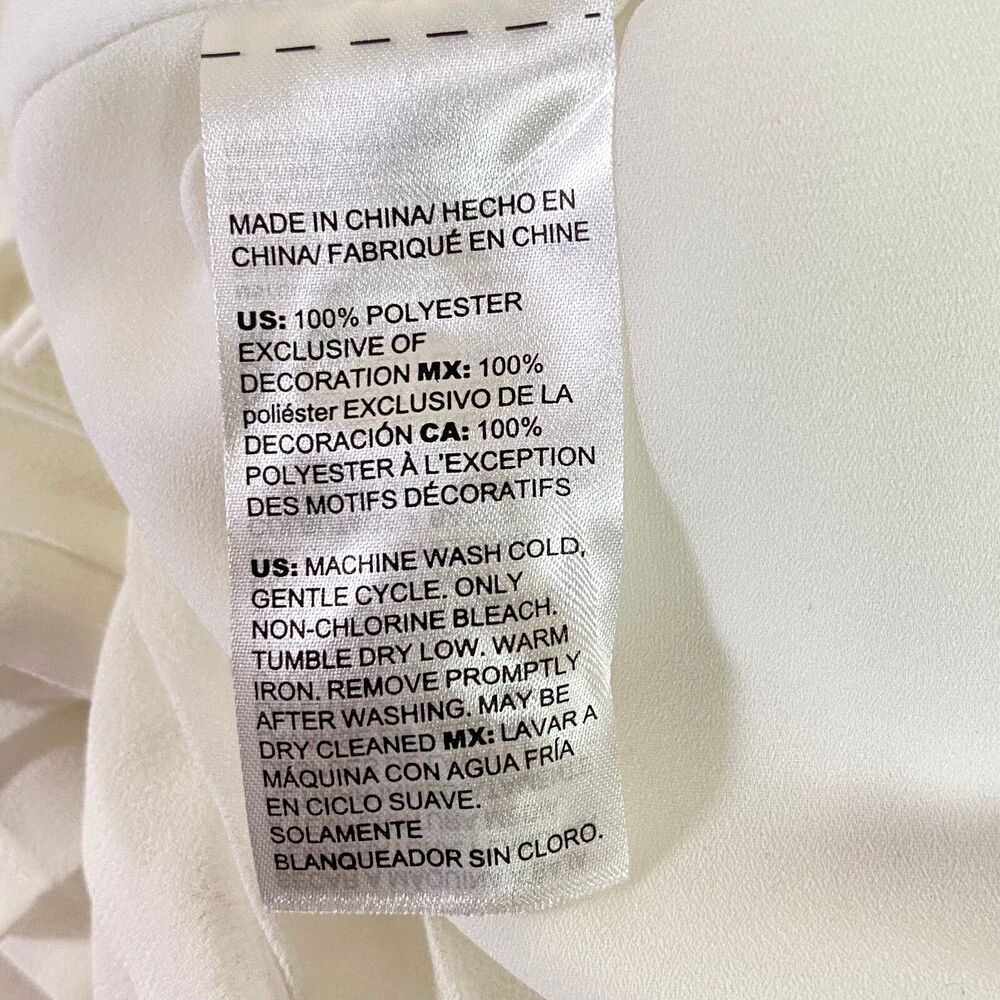 MADE IN CHINA/ HECHO EN
CHINA/ FABRIQUÉ EN CHINE
US: 100% POLYESTER
EXCLUSIVE OF
DECORATION MX: 100%
poliéster EXCLUSIVO DE LA
DECORACIÓN CA: 100%
POLYESTER À L'EXCEPTION
DES MOTIFS DÉCORATIFS
US: MACHINE WASH COLD,
GENTLE CYCLE. ONLY
NON-CHLORINE BLEACH.
TUMBLE DRY LOW. WARM
IRON. REMOVE PROMPTLY
AFTER WASHING. MAY BE
DRY CLEANED MX: LAVAR A
MÁQUINA CON AGUA FRÍA
EN CICLO SUAVE.
SOLAMENTE
BLANQUEADOR SIN CLORO.